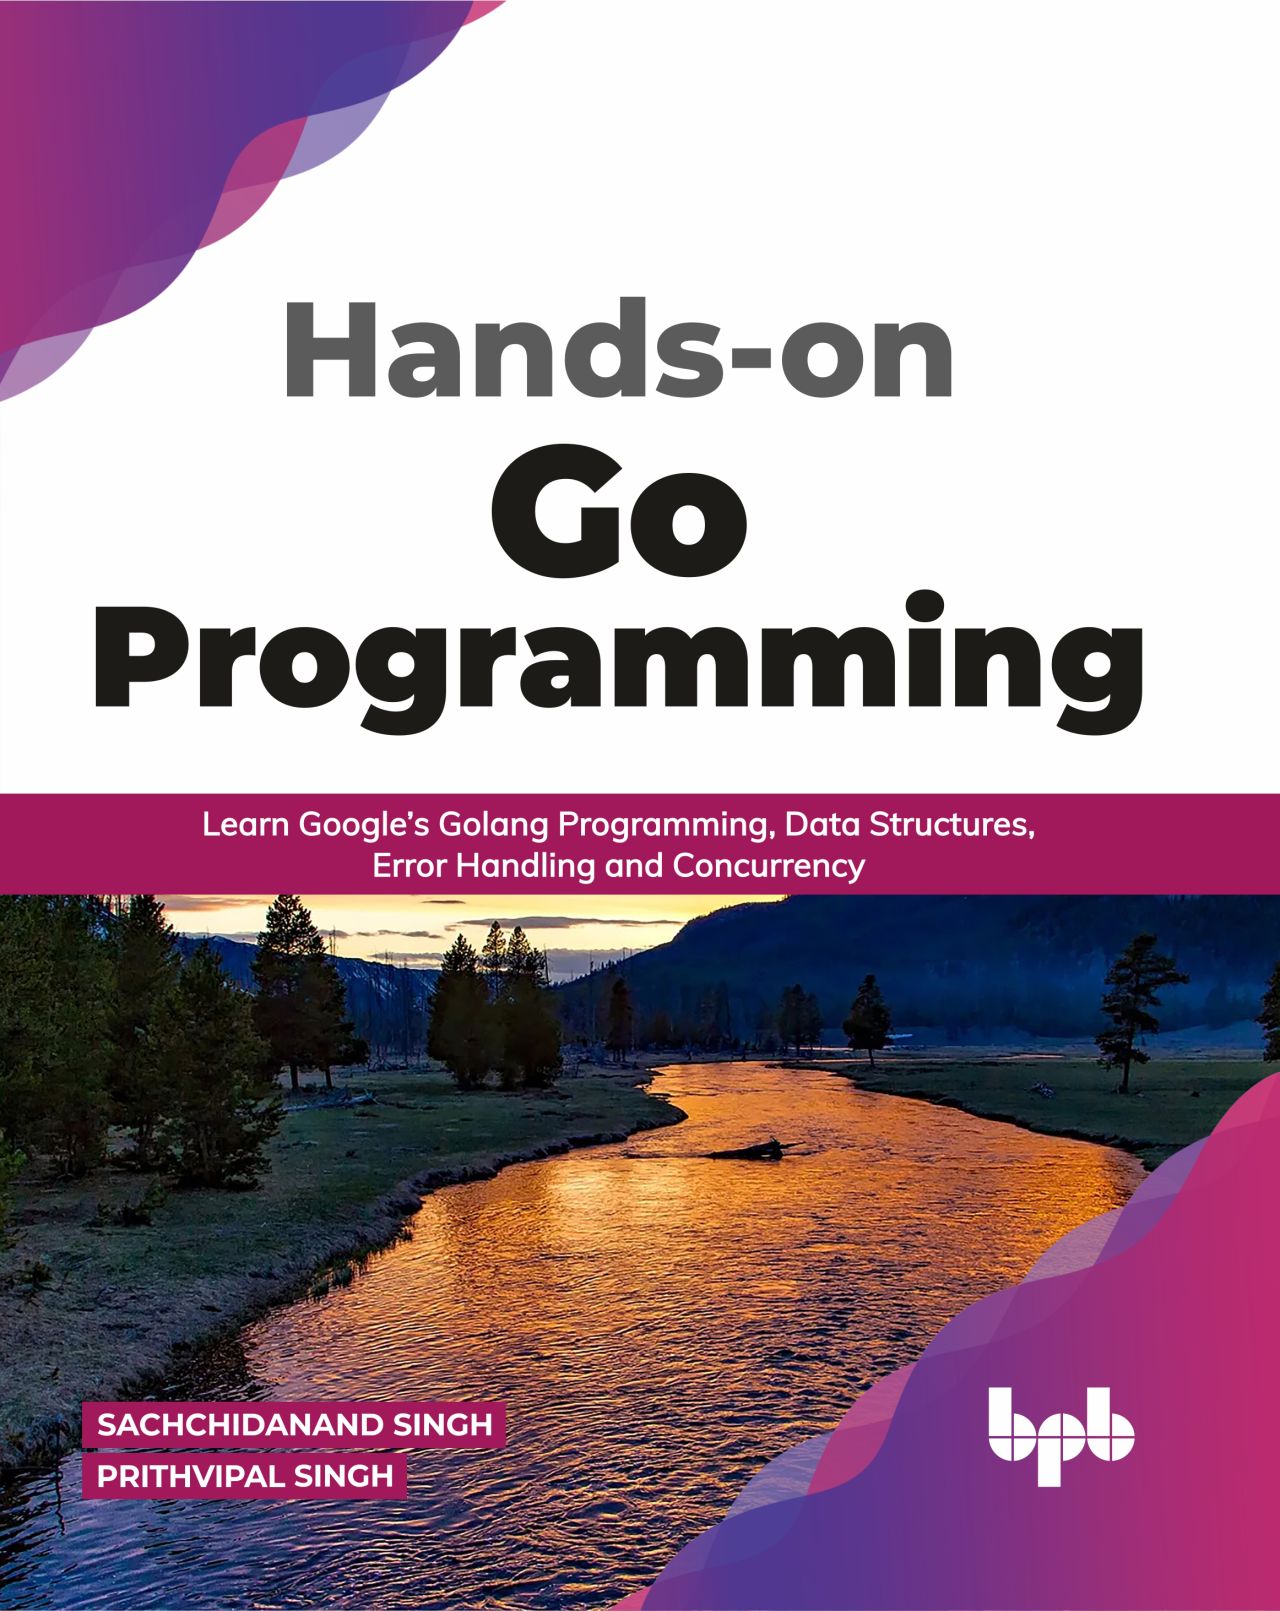 Hands-on
Go
Programming
Learn Google’s Golang Programming, Data Structures,
Error Handling and Concurrency
SACHCHIDANAND SINGH
PRITHVIPAL SINGH
bpb